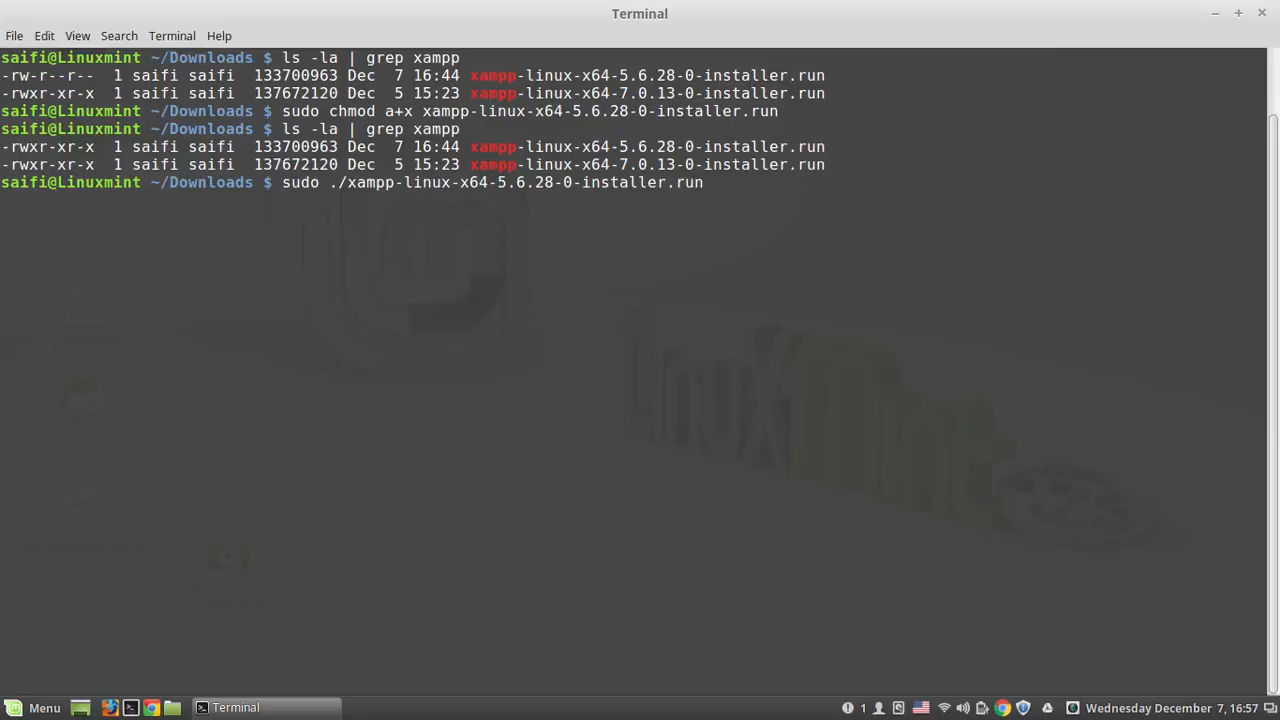 Terminal
File Edit View Search Terminal Help
saifi@Linuxmint ~/Downloads $ ls -la | grep xampp
-rw-r--r-- 1 saifi saifi 133700963 Dec 7 16:44 xampp-linux-x64-5.6.28-0-installer.run
-rwxr-xr-x 1 saifi saifi 137672120 Dec 5 15:23 xampp-linux-x64-7.0.13-0-installer.run
saifi@Linuxmint ~/Downloads $ sudo chmod a+x xampp-linux-x64-5.6.28-0-installer.run
saifi@Linuxmint ~/Downloads $ ls -la | grep xampp
-rwxr-xr-x 1 saifi saifi 133700963 Dec 7 16:44 xampp-linux-x64-5.6.28-0-installer.run
-rwxr-xr-x 1 saifi saifi 137672120 Dec 5 15:23 xampp-linux-x64-7.0.13-0-installer.run
saifi@Linuxmint ~/Downloads $ sudo ./xampp-linux-x64-5.6.28-0-installer.run
Linux Mint
Menu Terminal 1 Wednesday December 7, 16:57